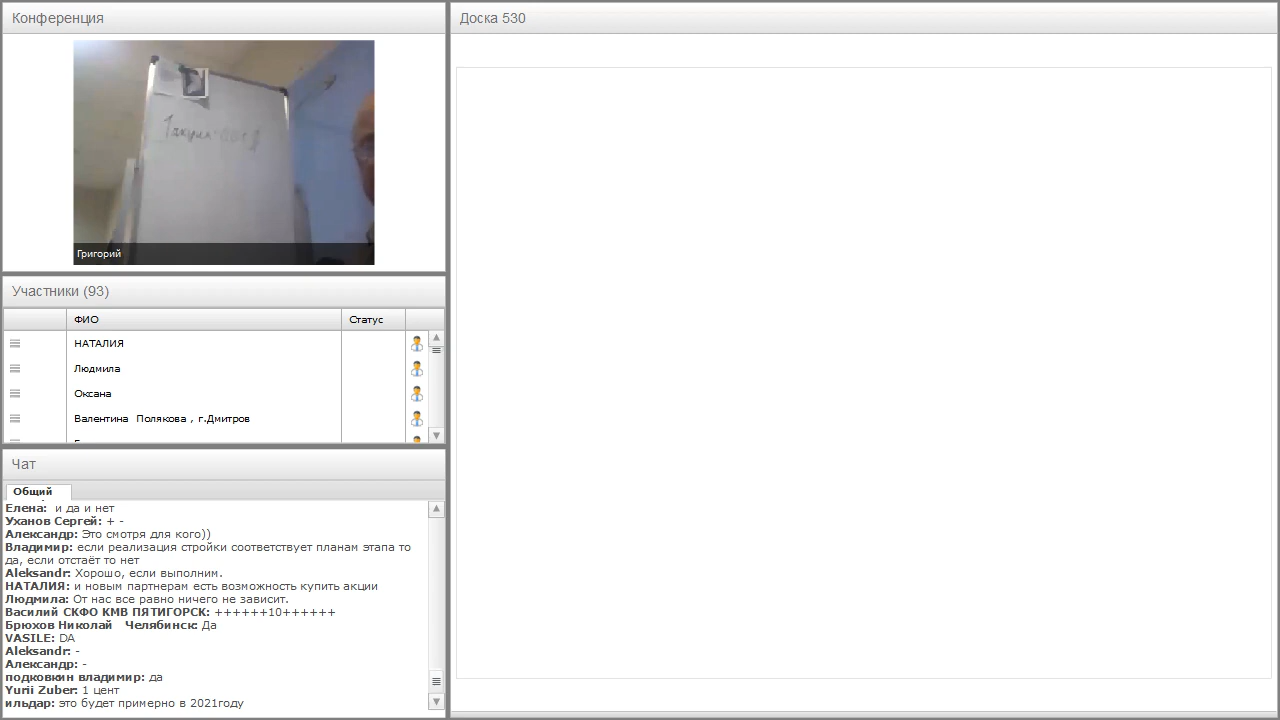 Конференция
Григорий
Участники (93)
ФИО Статус
НАТАЛИЯ
Людмила
Оксана
Валентина Полякова , г.Дмитров
Чат
Общий
Елена: и да и нет
Уханов Сергей: + -
Александр: Это смотря для кого))
Владимир: если реализация стройки соответствует планам этапа то
да, если отстаёт то нет
Aleksandr: Хорошо, если выполним.
НАТАЛИЯ: и новым партнерам есть возможность купить акции
Людмила: От нас все равно ничего не зависит.
Василий СКФО КМВ ПЯТИГОРСК: ++++++10++++++
Брюхов Николай Челябинск: Да
VASILE: DA
Aleksandr: -
Александр: -
подковкин владимир: да
Yurii Zuber: 1 цент
ильдар: это будет примерно в 2021году
Доска 530